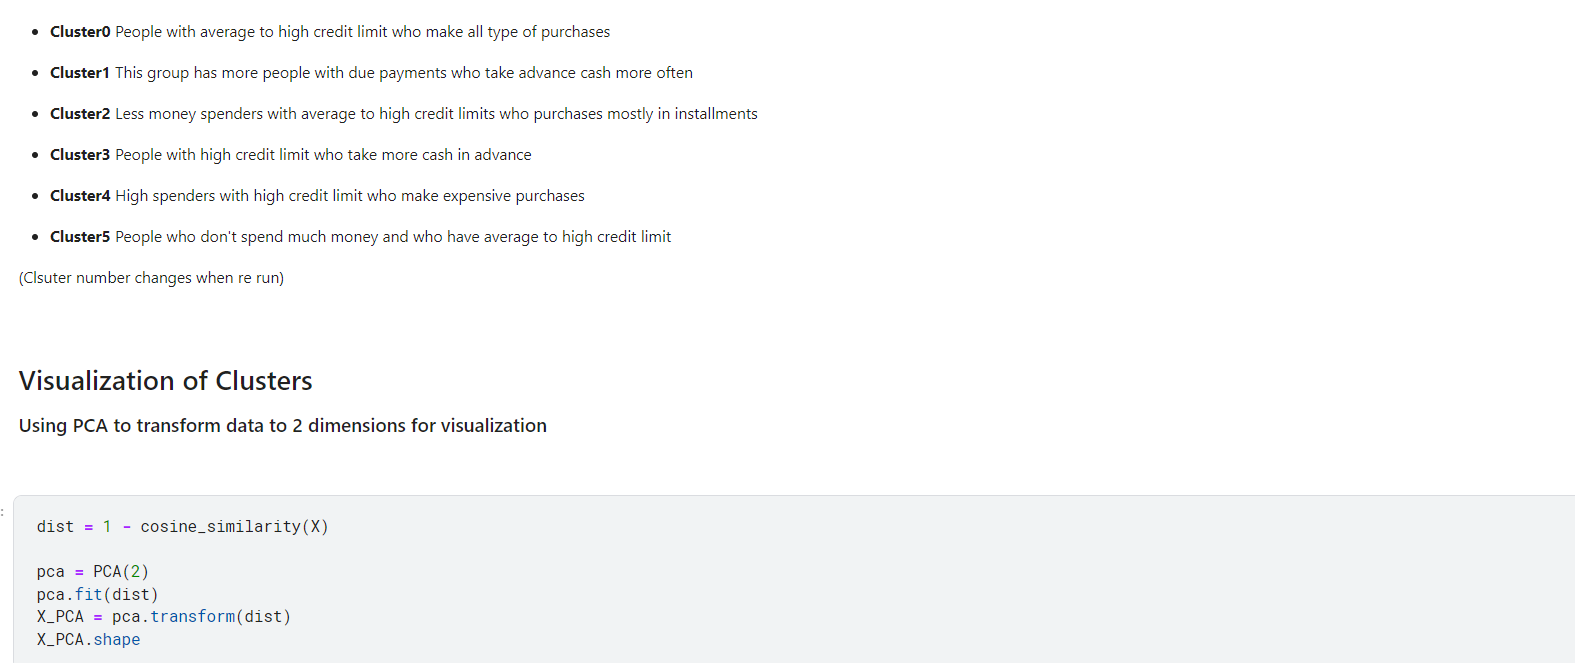 Cluster0 People with average to high credit limit who make all type of purchases
Cluster1 This group has more people with due payments who take advance cash more often
Cluster2 Less money spenders with average to high credit limits who purchases mostly in installments
Cluster3 People with high credit limit who take more cash in advance
Cluster4 High spenders with high credit limit who make expensive purchases
Cluster5 People who don't spend much money and who have average to high credit limit
(Clsuter number changes when re run)
Visualization of Clusters
Using PCA to transform data to 2 dimensions for visualization
:
dist = 1 - cosine_similarity(X)
pca = PCA(2)
pca.fit(dist)
X_PCA = pca.transform(dist)
X_PCA.shape